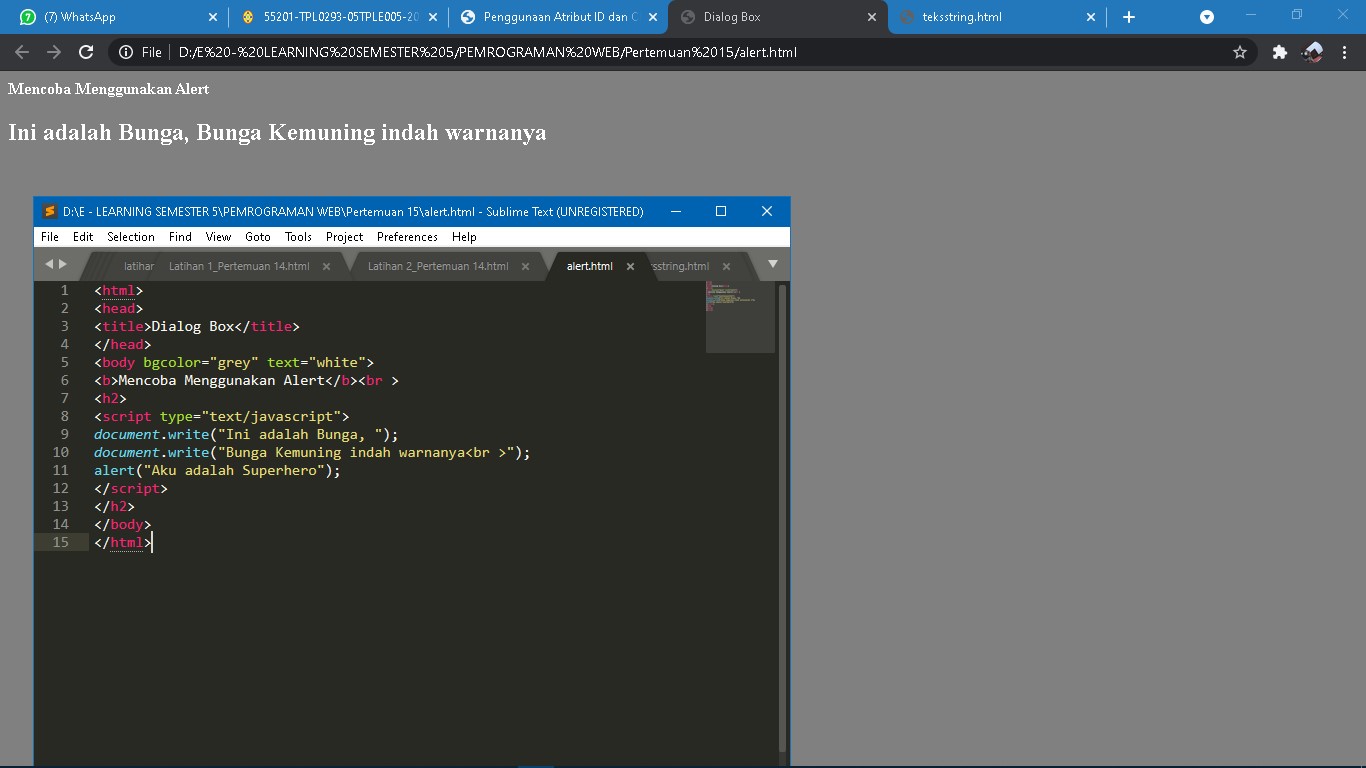 (7) WhatsApp
55201-TPL0293-05TPLE005-20
Penggunaan Atribut ID dan C
Dialog Box
teksstring.html
File
D:/E%20-%20LEARNING%20SEMESTER%205/PEMROGRAMAN%20WEB/Pertemuan%2015/alert.html
Mencoba Menggunakan Alert
Ini adalah Bunga, Bunga Kemuning indah warnanya
D:\E - LEARNING SEMESTER 5\PEMROGRAMAN WEB\Pertemuan 15\alert.html - Sublime Text (UNREGISTERED)
File Edit Selection Find View Goto Tools Project Preferences Help
latihar
Latihan 1_Pertemuan 14.html
Latihan 2_Pertemuan 14.html
alert.html
sstring.html
1 <html>
2 <head>
3 <title>Dialog Box</title>
4 </head>
5 <body bgcolor="grey" text="white">
6 <b>Mencoba Menggunakan Alert</b><br >
7 <h2>
8 <script type="text/javascript">
9 document.write("Ini adalah Bunga, ");
10 document.write("Bunga Kemuning indah warnanya<br >");
11 alert("Aku adalah Superhero");
12 </script>
13 </h2>
14 </body>
15 </html>